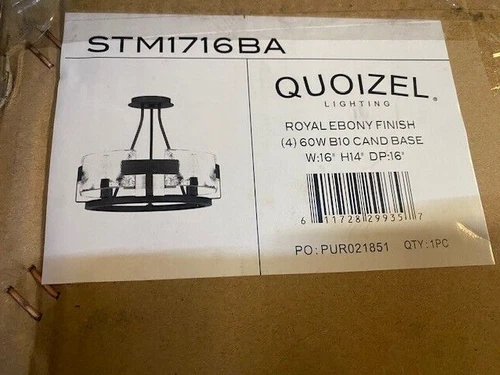 STM1716BA
QUOIZEL®
LIGHTING
ROYAL EBONY FINISH
(4) 60W B10 CAND BASE
W:16" H14" DP:16"
6 11728 29935 7
PO: PUR021851 QTY: 1PC